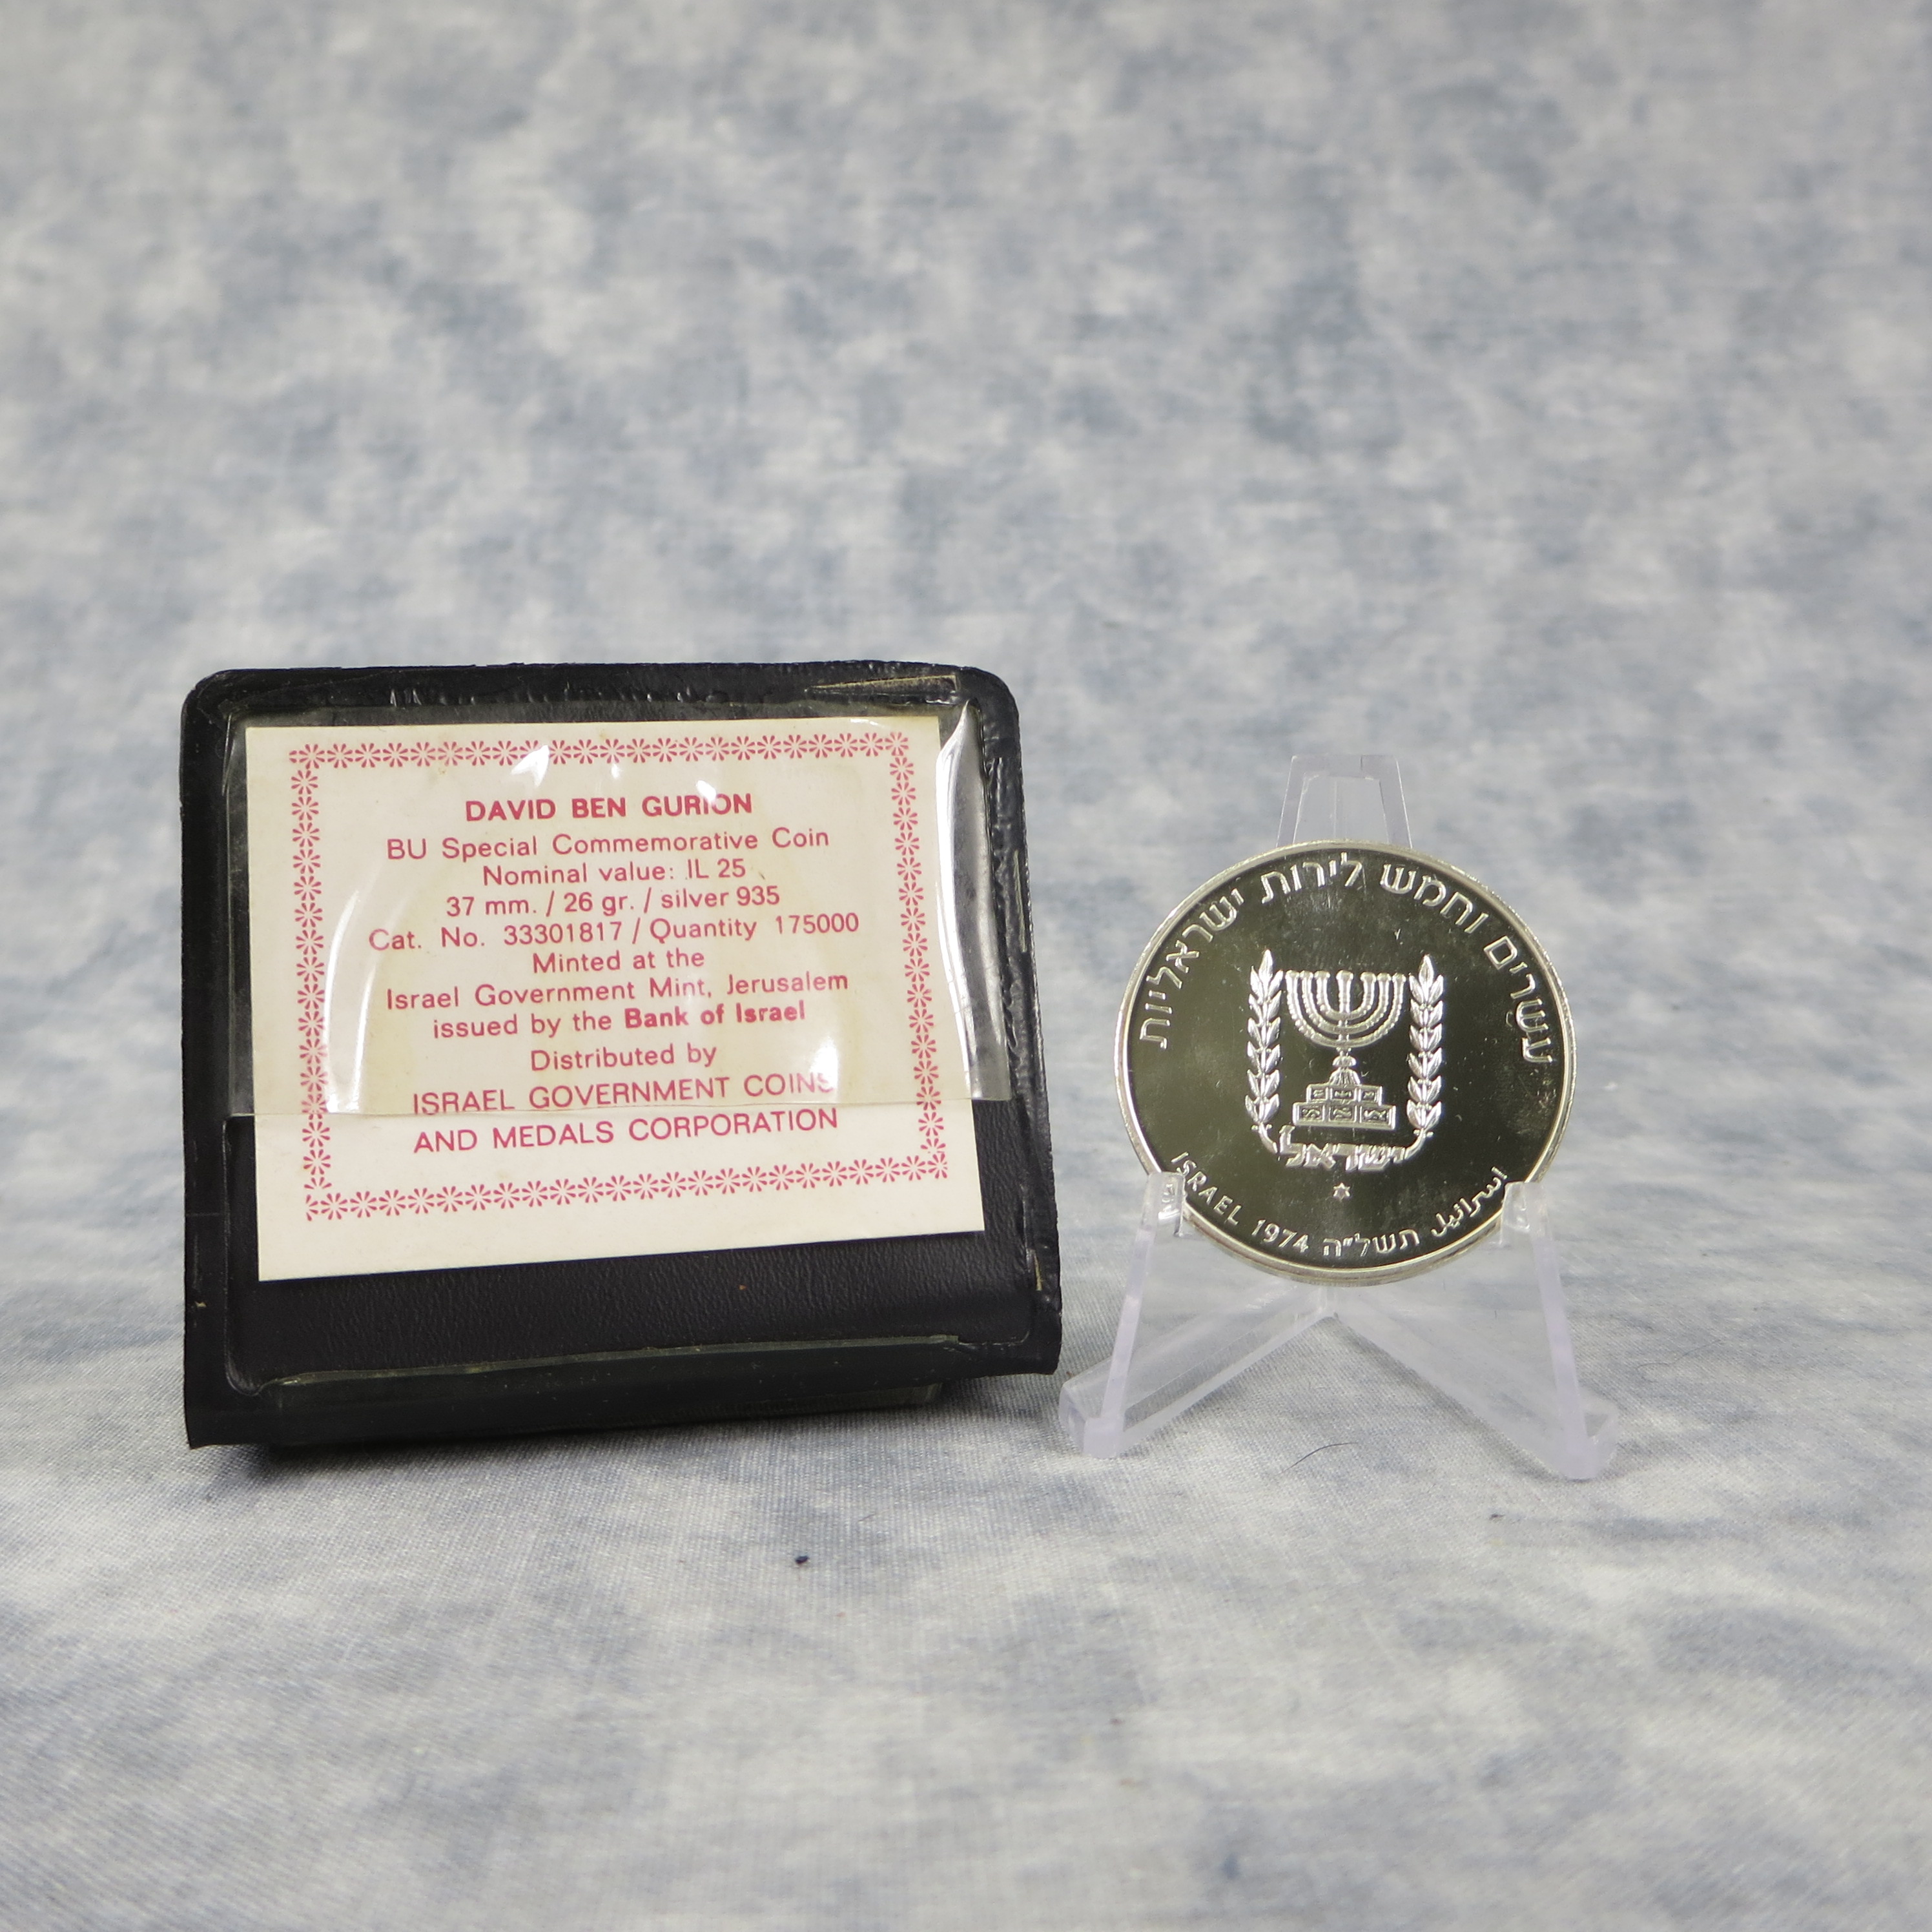 DAVID BEN GURION
BU Special Commemorative Coin
Nominal value: IL 25
37 mm. / 26 gr. / silver 935
Cat. No. 33301817 / Quantity 175000
Minted at the
Israel Government Mint, Jerusalem
issued by the Bank of Israel
Distributed by
ISRAEL GOVERNMENT COINS
AND MEDALS CORPORATION
עשרים וחמש לירות ישראליות
ישראל
ISRAEL 1974 תשל"ה اسرائيل